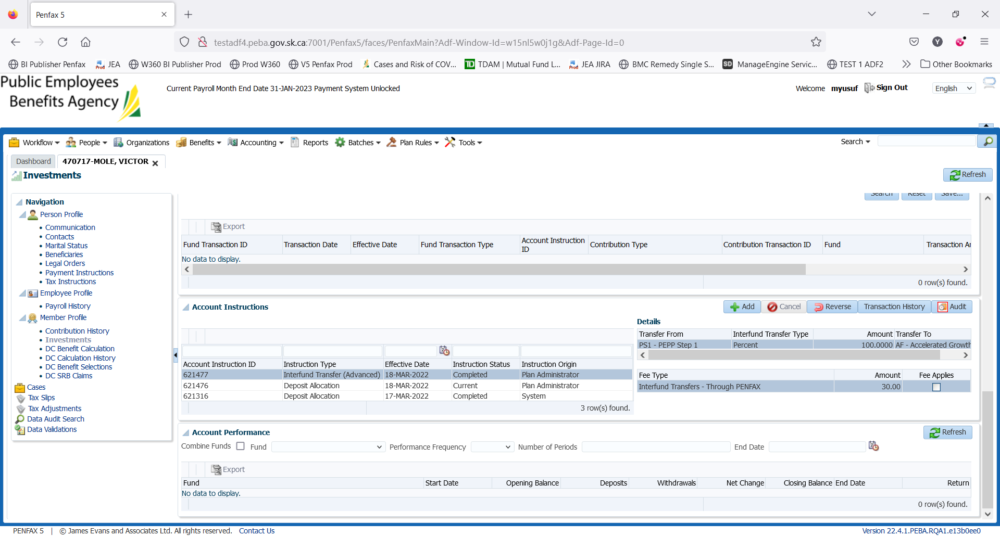 Penfax 5
testadf4.peba.gov.sk.ca:7001/Penfax5/faces/PenfaxMain?Adf-Window-Id=w15nl5w0j1g&Adf-Page-Id=0
Y
BI Publisher Penfax JEA W360 BI Publisher Prod Prod W360 V5 Penfax Prod Cases and Risk of COV... TD TDAM | Mutual Fund L... JEA JIRA BMC Remedy Single S... SD ManageEngine Servic... TEST 1 ADF2 Other Bookmarks
Public Employees
Benefits Agency
Current Payroll Month End Date 31-JAN-2023 Payment System Unlocked
Welcome myusuf Sign Out English
Workflow People Organizations Benefits Accounting Reports Batches Plan Rules Tools Search
Dashboard 470717-MOLE, VICTOR
Investments Refresh
Navigation
Person Profile
Communication
Contacts
Marital Status
Beneficiaries
Legal Orders
Payment Instructions
Tax Instructions
Employee Profile
Payroll History
Member Profile
Contribution History
Investments
DC Benefit Calculation
DC Calculation History
DC Benefit Selections
DC SRB Claims
Cases
Tax Slips
Tax Adjustments
Data Audit Search
Data Validations
Search Reset Save...
Export
Fund Transaction ID Transaction Date Effective Date Fund Transaction Type Account Instruction ID Contribution Type Contribution Transaction ID Fund Transaction Ar
No data to display.
0 row(s) found.
Account Instructions Add Cancel Reverse Transaction History Audit
Account Instruction ID Instruction Type Effective Date Instruction Status Instruction Origin
621477 Interfund Transfer (Advanced) 18-MAR-2022 Completed Plan Administrator
621476 Deposit Allocation 18-MAR-2022 Current Plan Administrator
621316 Deposit Allocation 17-MAR-2022 Completed System
3 row(s) found.
Details
Transfer From Interfund Transfer Type Amount Transfer To
PS1 - PEPP Step 1 Percent 100.0000 AF - Accelerated Growth
Fee Type Amount Fee Applies
Interfund Transfers - Through PENFAX 30.00
Account Performance Refresh
Combine Funds Fund Performance Frequency Number of Periods End Date
Export
Fund Start Date Opening Balance Deposits Withdrawals Net Change Closing Balance End Date Return
No data to display.
0 row(s) found.
PENFAX 5 | © James Evans and Associates Ltd. All rights reserved. Contact Us Version 22.4.1.PEBA.RQA1.e13b0ee0